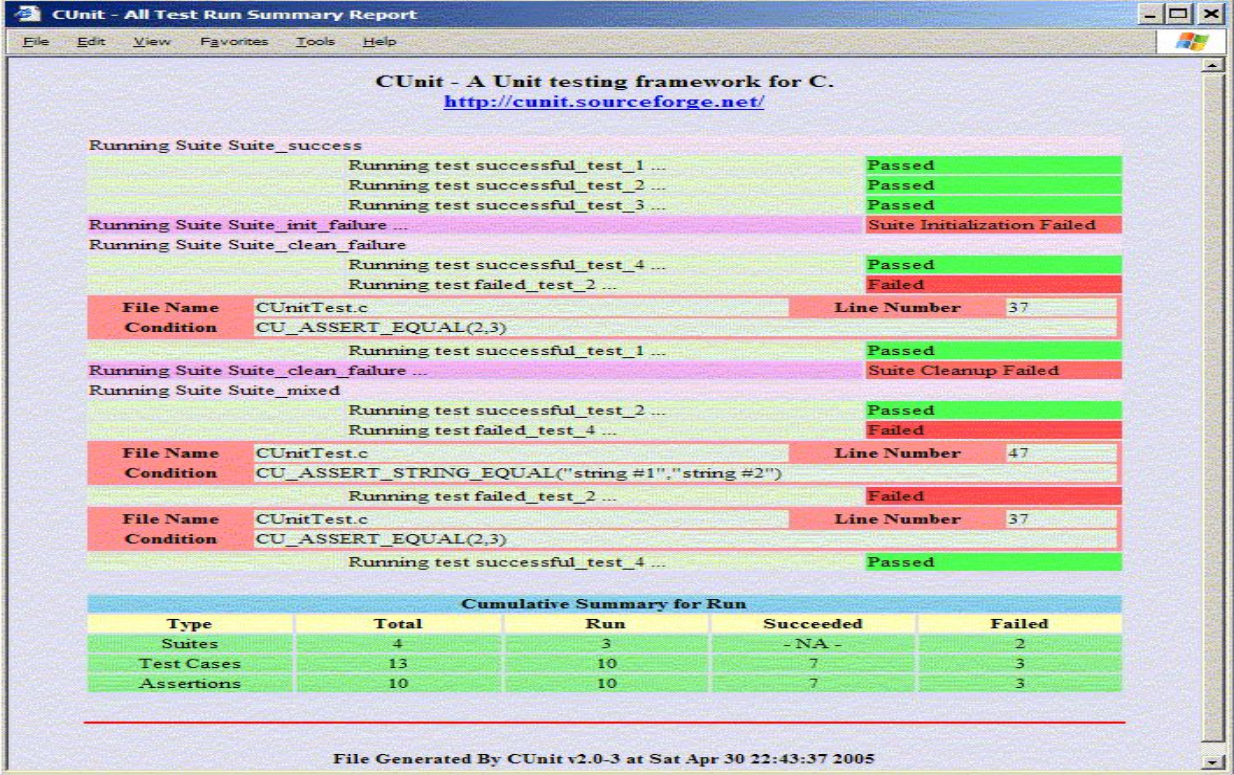 CUnit - All Test Run Summary Report
File Edit View Favorites Tools Help
CUnit - A Unit testing framework for C.
http://cunit.sourceforge.net/
Running Suite Suite_success
Running test successful_test_1 ... Passed
Running test successful_test_2 ... Passed
Running test successful_test_3 ... Passed
Running Suite Suite_init_failure ... Suite Initialization Failed
Running Suite Suite_clean_failure
Running test successful_test_4 ... Passed
Running test failed_test_2 ... Failed
File Name CUnitTest.c Line Number 37
Condition CU_ASSERT_EQUAL(2,3)
Running test successful_test_1 ... Passed
Running Suite Suite_clean_failure ... Suite Cleanup Failed
Running Suite Suite_mixed
Running test successful_test_2 ... Passed
Running test failed_test_4 ... Failed
File Name CUnitTest.c Line Number 47
Condition CU_ASSERT_STRING_EQUAL("string #1","string #2")
Running test failed_test_2 ... Failed
File Name CUnitTest.c Line Number 37
Condition CU_ASSERT_EQUAL(2,3)
Running test successful_test_4 ... Passed
Cumulative Summary for Run
Type Total Run Succeeded Failed
Suites 4 3 - NA - 2
Test Cases 13 10 7 3
Assertions 10 10 7 3
File Generated By CUnit v2.0-3 at Sat Apr 30 22:43:37 2005